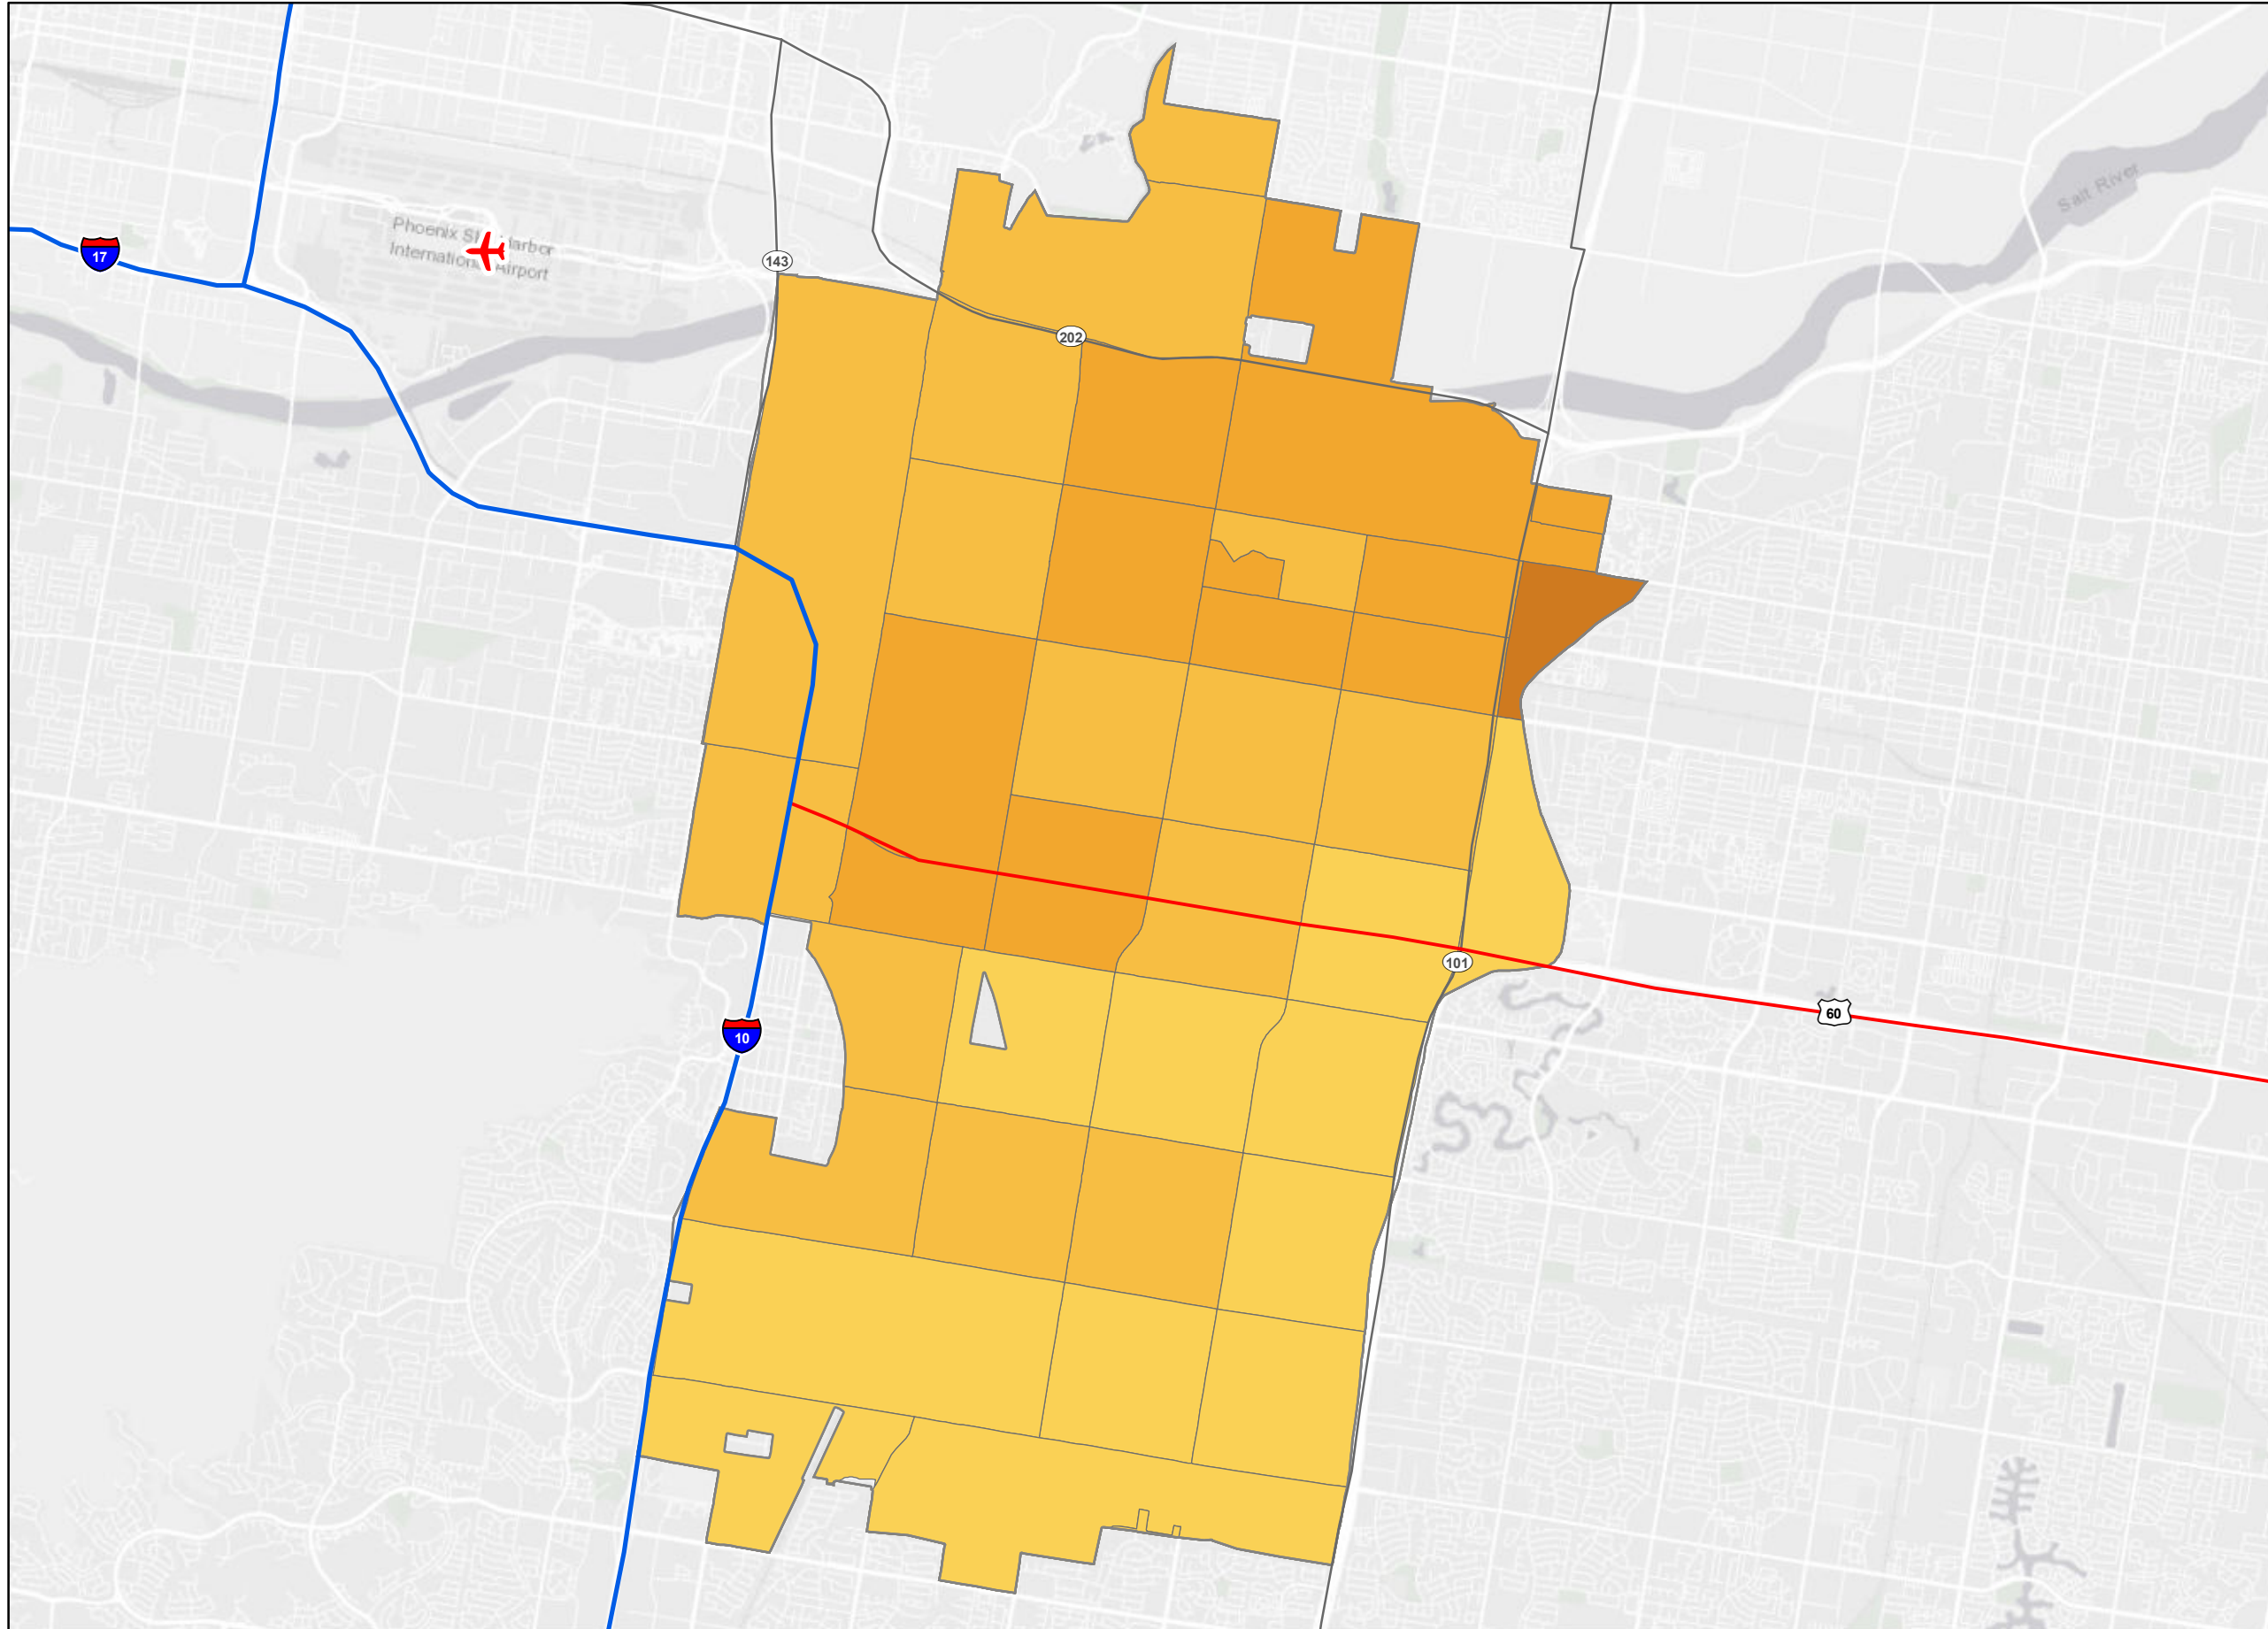 Salt River
Phoenix Sky Harbor
International Airport
17
143
202
101
60
10